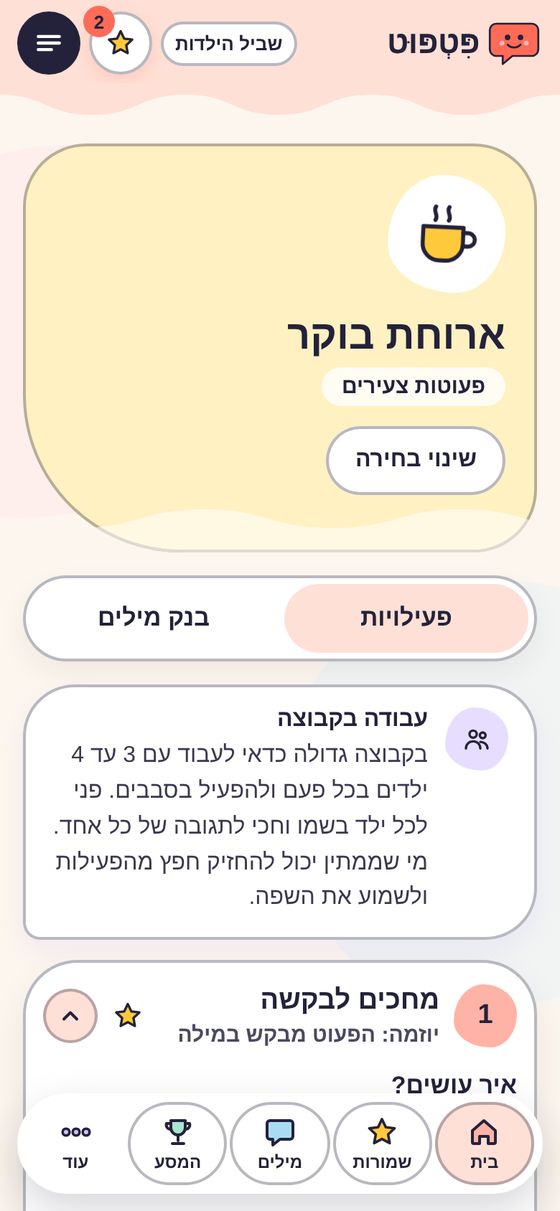 פִּטְפּוּט
שביל הילדות
2
ארוחת בוקר
פעוטות צעירים
שינוי בחירה
פעילויות
בנק מילים
עבודה בקבוצה
בקבוצה גדולה כדאי לעבוד עם 3 עד 4
ילדים בכל פעם ולהפעיל בסבבים. פני
לכל ילד בשמו וחכי לתגובה של כל אחד.
מי שממתין יכול להחזיק חפץ מהפעילות
ולשמוע את השפה.
1
מחכים לבקשה
יוזמה: הפעוט מבקש במילה
איך עושים?
בית
שמורות
מילים
המסע
עוד